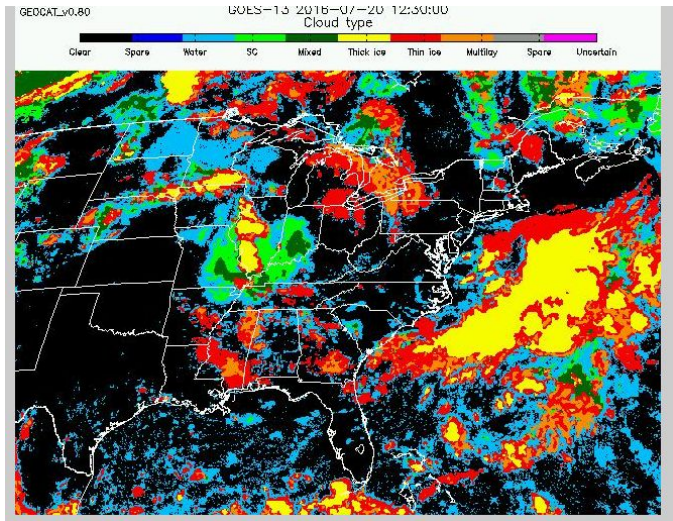 GOES-13 2016-07-20 12:30:00
GEOCAT_v0.80
Cloud type
Clear Spare Water SC Mixed Thick ice Thin ice Multilay Spare Uncertain